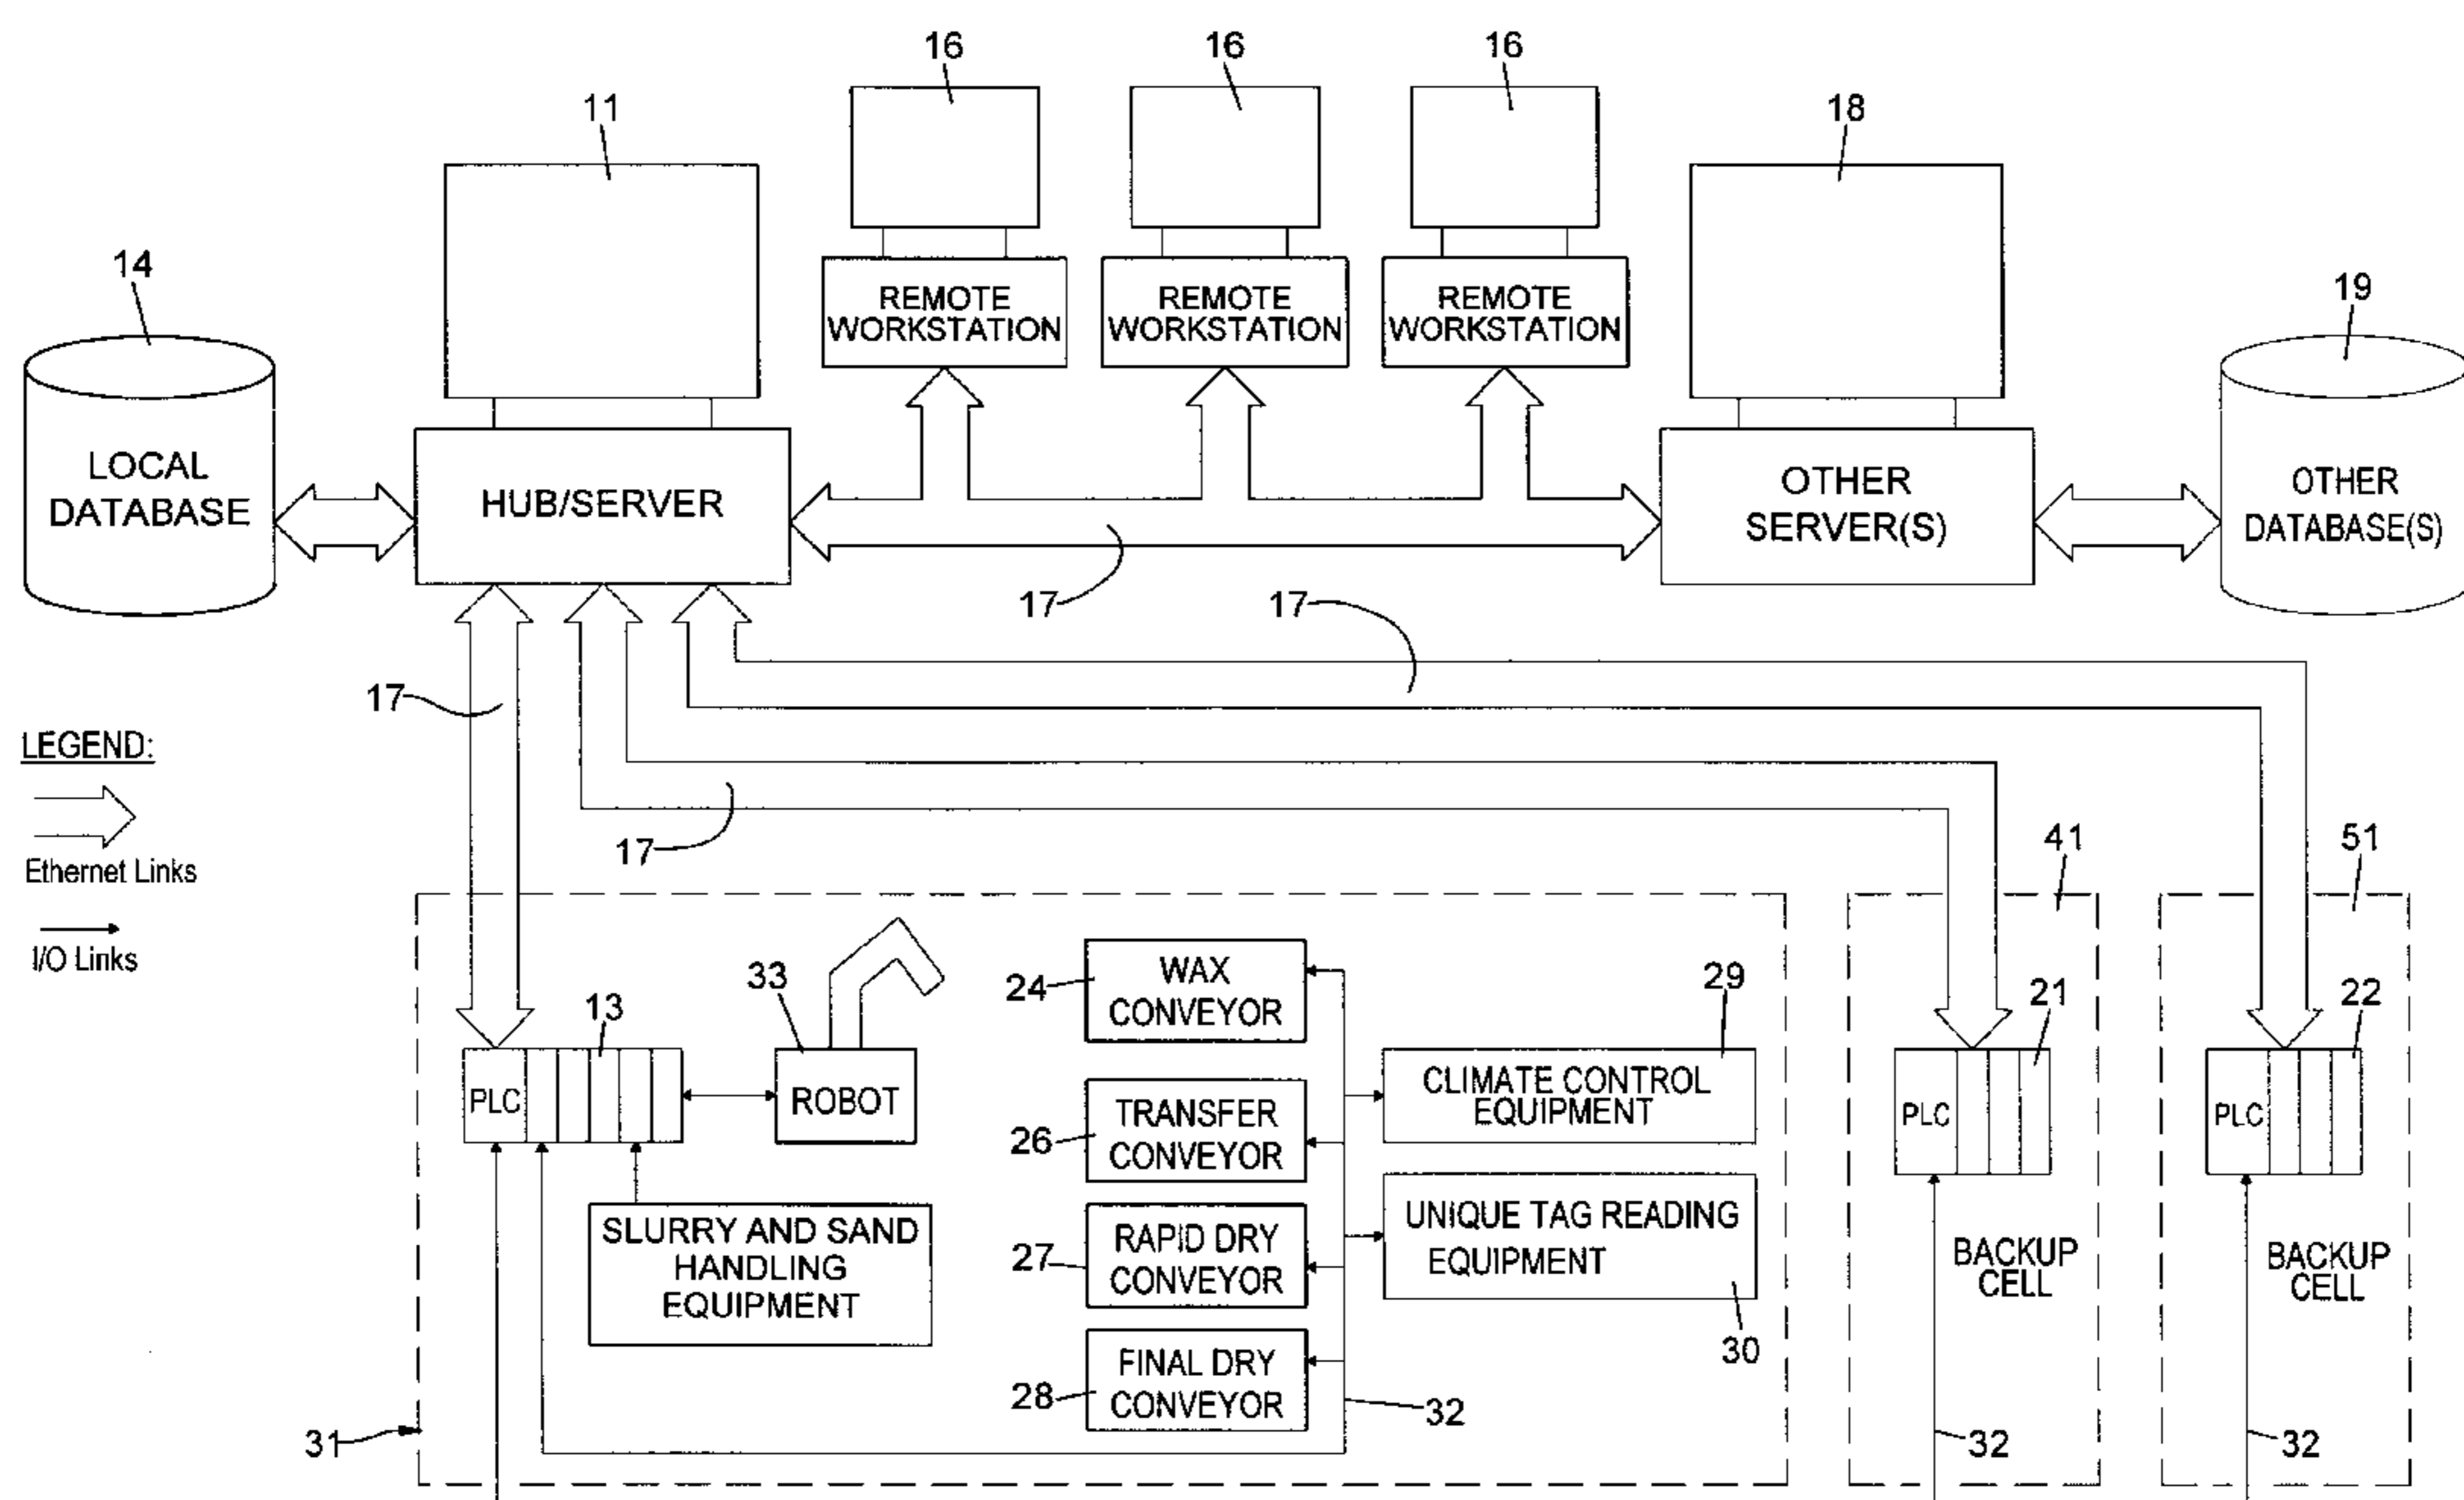 16
16
16
11
18
14
19
REMOTE
WORKSTATION
REMOTE
WORKSTATION
REMOTE
WORKSTATION
LOCAL
DATABASE
HUB/SERVER
OTHER
SERVER(S)
OTHER
DATABASE(S)
17
17
17
17
LEGEND:
Ethernet Links
I/O Links
41
51
13
33
24
WAX
CONVEYOR
29
21
22
PLC
ROBOT
26
TRANSFER
CONVEYOR
CLIMATE CONTROL
EQUIPMENT
PLC
PLC
SLURRY AND SAND
HANDLING
EQUIPMENT
27
RAPID DRY
CONVEYOR
UNIQUE TAG READING
EQUIPMENT
BACKUP
CELL
BACKUP
CELL
28
FINAL DRY
CONVEYOR
30
31
32
32
32